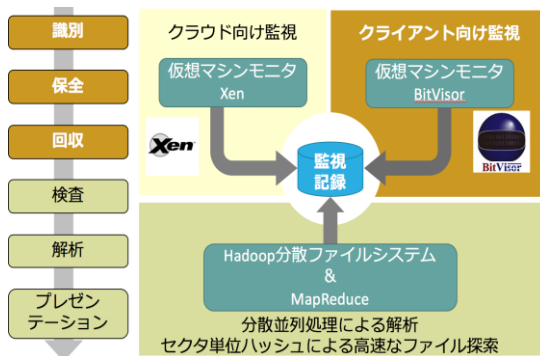 識別
保全
回収
検査
解析
プレゼン
テーション
クラウド向け監視
仮想マシンモニタ
Xen
Xen
クライアント向け監視
仮想マシンモニタ
BitVisor
BitVisor
監視
記録
Hadoop分散ファイルシステム
&
MapReduce
分散並列処理による解析
セクタ単位ハッシュによる高速なファイル探索